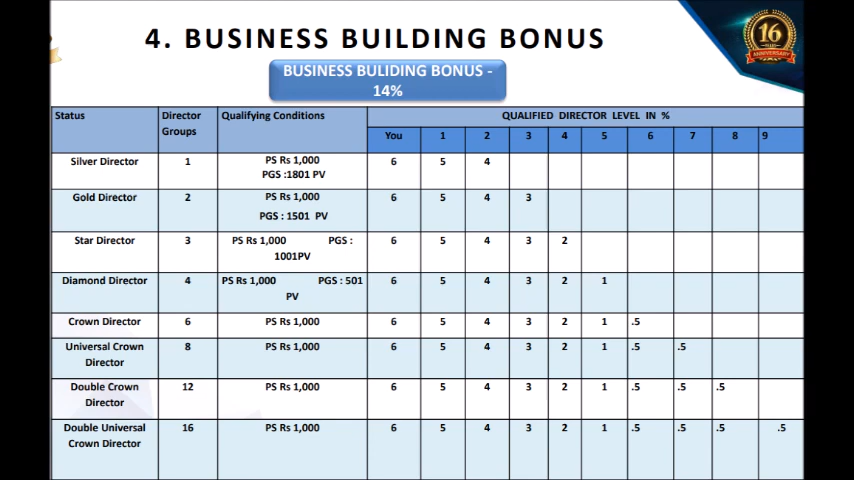 4. BUSINESS BUILDING BONUS
16
ANNIVERSARY
BUSINESS BULIDING BONUS -
14%
Status Director Groups Qualifying Conditions QUALIFIED DIRECTOR LEVEL IN %
You 1 2 3 4 5 6 7 8 9
Silver Director 1 PS Rs 1,000 PGS :1801 PV 6 5 4
Gold Director 2 PS Rs 1,000 PGS : 1501 PV 6 5 4 3
Star Director 3 PS Rs 1,000 PGS : 1001PV 6 5 4 3 2
Diamond Director 4 PS Rs 1,000 PGS : 501 PV 6 5 4 3 2 1
Crown Director 6 PS Rs 1,000 6 5 4 3 2 1 .5
Universal Crown Director 8 PS Rs 1,000 6 5 4 3 2 1 .5 .5
Double Crown Director 12 PS Rs 1,000 6 5 4 3 2 1 .5 .5 .5
Double Universal Crown Director 16 PS Rs 1,000 6 5 4 3 2 1 .5 .5 .5 .5